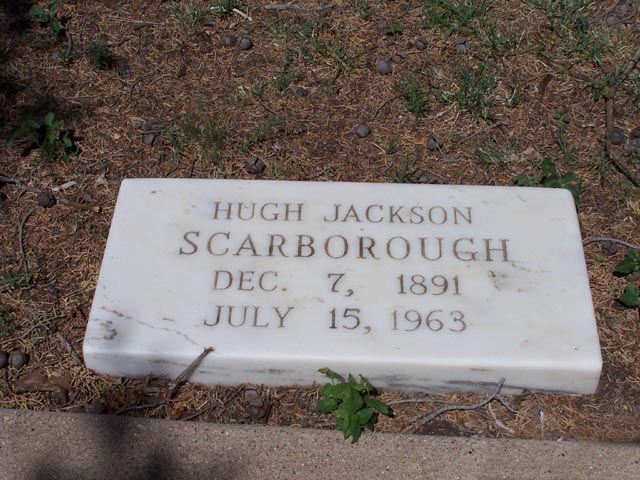 HUGH JACKSON
SCARBOROUGH
DEC. 7, 1891
JULY 15, 1963